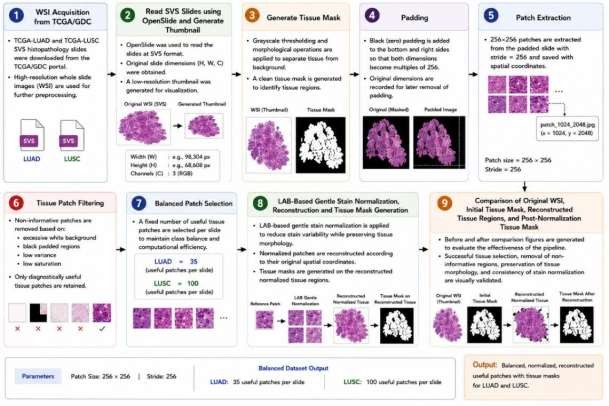 1
WSI Acquisition
from TCGA/GDC
• TCGA-LUAD and TCGA-LUSC
SVS histopathology slides
were downloaded from the
TCGA/GDC portal.
• High-resolution whole slide
images (WSI) are used for
further preprocessing.
SVS
SVS
LUAD
LUSC
2
Read SVS Slides using
OpenSlide and Generate
Thumbnail
• OpenSlide was used to read the
slides at SVS format.
• Original slide dimensions (H, W, C)
were obtained.
• A low-resolution thumbnail was
generated for visualization.
Original WSI (SVS)
Generated Thumbnail
Width (W) : e.g., 98,304 px
Height (H) : e.g., 68,608 px
Channels (C) : 3 (RGB)
3
Generate Tissue Mask
• Greyscale thresholding and
morphological operations are
applied to separate tissue from
background.
• A clean tissue mask is generated
to identify tissue regions.
WSI (Thumbnail)
Tissue Mask
4
Padding
• Black (zero) padding is added
to the bottom and right sides
so that both dimensions
become multiples of 256.
• Original dimensions are
recorded for later removal of
padding.
Original (Masked)
Padded Image
5
Patch Extraction
• 256×256 patches are extracted
from the padded slide with
stride = 256 and saved with
spatial coordinates.
...
patch_1024_2048.jpg
(x = 1024, y = 2048)
Patch size = 256 × 256
Stride = 256
6
Tissue Patch Filtering
• Non-informative patches are
removed based on:
• excessive white background
• black padded regions
• low variance
• low saturation
• Only diagnostically useful
tissue patches are retained.
7
Balanced Patch Selection
• A fixed number of useful tissue
patches are selected per slide
to maintain class balance and
computational efficiency.
LUAD = 35
(useful patches per slide)
LUSC = 100
(useful patches per slide)
...
8
LAB-Based Gentle Stain Normalization,
Reconstruction and Tissue Mask Generation
• LAB-based gentle stain normalization is applied
to reduce stain variability while preserving tissue
morphology.
• Normalized patches are reconstructed according
to their original spatial coordinates.
• Tissue masks are generated on the reconstructed
normalized tissue regions.
Reference Patch
LAB Gentle
Normalization
Reconstructed
Normalized Tissue
Tissue Mask on
Reconstructed Tissue
9
Comparison of Original WSI,
Initial Tissue Mask, Reconstructed
Tissue Regions, and Post-Normalization
Tissue Mask
• Before and after comparison figures are generated
to evaluate the effectiveness of the pipeline.
• Successful tissue selection, removal of non-
informative regions, preservation of tissue
morphology, and consistency of stain normalization
are visually validated.
Original WSI
(Thumbnail)
Initial
Tissue Mask
Reconstructed
Normalized Tissue
Tissue Mask After
Reconstruction
Parameters
Patch Size: 256 × 256 | Stride: 256
Balanced Dataset Output
LUAD: 35 useful patches per slide
LUSC: 100 useful patches per slide
Output: Balanced, normalized, reconstructed
useful patches with tissue masks
for LUAD and LUSC.